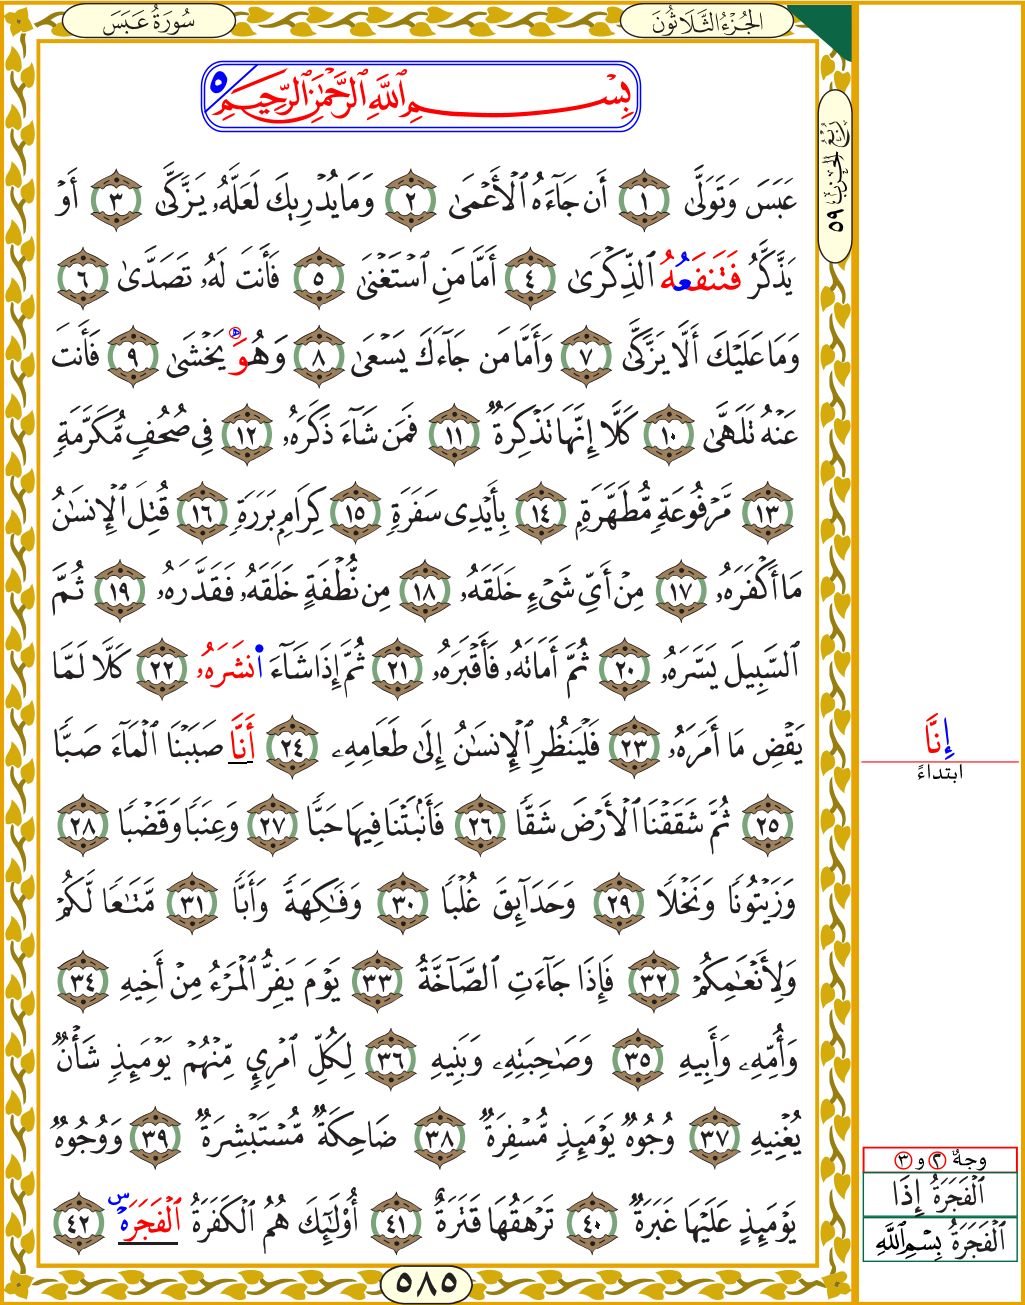 سُورَةُ عَبَسَ
الجُزْءُ الثَّلَاثُونَ
رُبْعُ الحِزْبِ ٥٩
بِسْمِ ٱللَّهِ ٱلرَّحْمَٰنِ ٱلرَّحِيمِ ٥
عَبَسَ وَتَوَلَّىٰ ١ أَن جَآءَهُ ٱلْأَعْمَىٰ ٢ وَمَا يُدْرِيكَ لَعَلَّهُۥ يَزَّكَّىٰ ٣ أَوْ
يَذَّكَّرُ فَتَنفَعُهُ ٱلذِّكْرَىٰ ٤ أَمَّا مَنِ ٱسْتَغْنَىٰ ٥ فَأَنتَ لَهُۥ تَصَدَّىٰ ٦
وَمَا عَلَيْكَ أَلَّا يَزَّكَّىٰ ٧ وَأَمَّا مَن جَآءَكَ يَسْعَىٰ ٨ وَهُوَ يَخْشَىٰ ٩ فَأَنتَ
عَنْهُ تَلَهَّىٰ ١٠ كَلَّآ إِنَّهَا تَذْكِرَةٌ ١١ فَمَن شَآءَ ذَكَرَهُۥ ١٢ فِى صُحُفٍ مُّكَرَّمَةٍ
١٣ مَّرْفُوعَةٍ مُّطَهَّرَةٍۭ ١٤ بِأَيْدِى سَفَرَةٍ ١٥ كِرَامٍۭ بَرَرَةٍ ١٦ قُتِلَ ٱلْإِنسَٰنُ
مَآ أَكْفَرَهُۥ ١٧ مِنْ أَىِّ شَىْءٍ خَلَقَهُۥ ١٨ مِن نُّطْفَةٍ خَلَقَهُۥ فَقَدَّرَهُۥ ١٩ ثُمَّ
ٱلسَّبِيلَ يَسَّرَهُۥ ٢٠ ثُمَّ أَمَاتَهُۥ فَأَقْبَرَهُۥ ٢١ ثُمَّ إِذَا شَآءَ ا۬نشَرَهُۥ ٢٢ كَلَّا لَمَّا
يَقْضِ مَآ أَمَرَهُۥ ٢٣ فَلْيَنظُرِ ٱلْإِنسَٰنُ إِلَىٰ طَعَامِهِۦٓ ٢٤ أَنَّا صَبَبْنَا ٱلْمَآءَ صَبًّا
٢٥ ثُمَّ شَقَقْنَا ٱلْأَرْضَ شَقًّا ٢٦ فَأَنۢبَتْنَا فِيهَا حَبًّا ٢٧ وَعِنَبًا وَقَضْبًا ٢٨
وَزَيْتُونًا وَنَخْلًا ٢٩ وَحَدَآئِقَ غُلْبًا ٣٠ وَفَٰكِهَةً وَأَبًّا ٣١ مَّتَٰعًا لَّكُمْ
وَلِأَنْعَٰمِكُمْ ٣٢ فَإِذَا جَآءَتِ ٱلصَّآخَّةُ ٣٣ يَوْمَ يَفِرُّ ٱلْمَرْءُ مِنْ أَخِيهِ ٣٤
وَأُمِّهِۦ وَأَبِيهِ ٣٥ وَصَٰحِبَتِهِۦ وَبَنِيهِ ٣٦ لِكُلِّ ٱمْرِئٍ مِّنْهُمْ يَوْمَئِذٍ شَأْنٌ
يُغْنِيهِ ٣٧ وُجُوهٌ يَوْمَئِذٍ مُّسْفِرَةٌ ٣٨ ضَاحِكَةٌ مُّسْتَبْشِرَةٌ ٣٩ وَوُجُوهٌ
يَوْمَئِذٍ عَلَيْهَا غَبَرَةٌ ٤٠ تَرْهَقُهَا قَتَرَةٌ ٤١ أُو۟لَٰٓئِكَ هُمُ ٱلْكَفَرَةُ ٱلْفَجَرَةُ ٤٢
إِنَّا
ابتداءً
وجهٌ ٢ و ٣
ٱلْفَجَرَةُ إِذَا
ٱلْفَجَرَةُ بِسْمِ ٱللَّهِ
٥٨٥